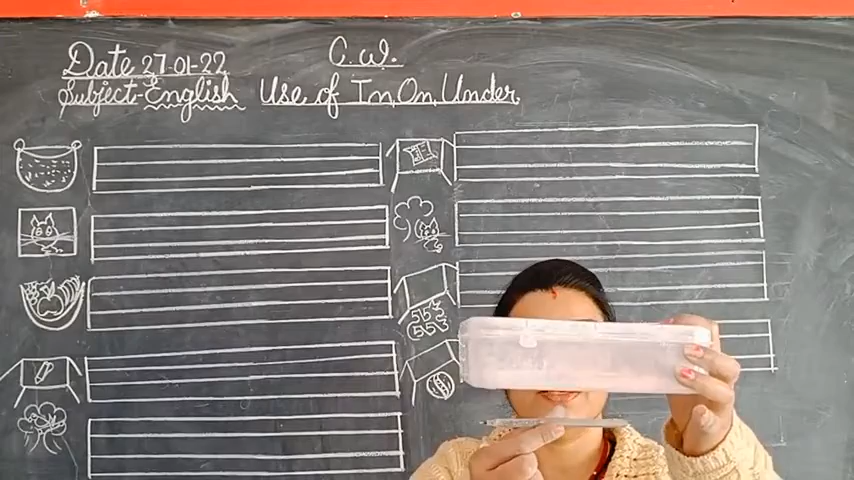 Date 27-01-22
C.W.
Subject-English
Use of In On Under